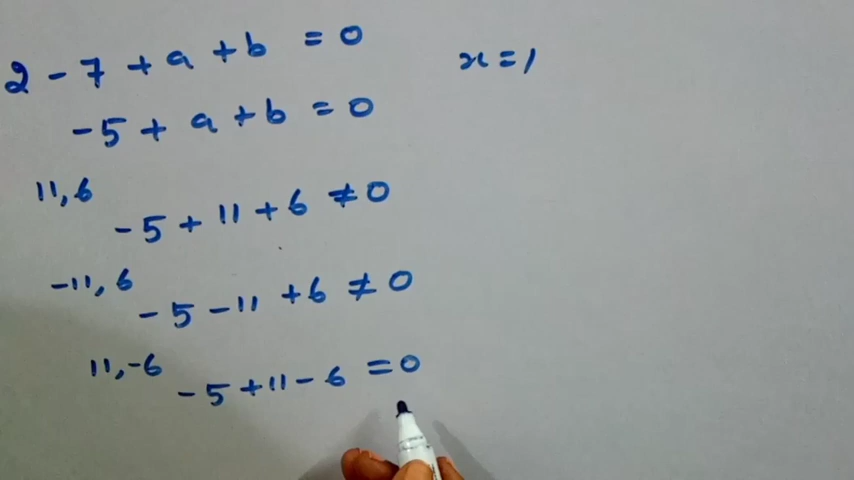 2 - 7 + a + b = 0
x = 1
-5 + a + b = 0
11, 6
-5 + 11 + 6 ≠ 0
-11, 6
-5 - 11 + 6 ≠ 0
11, -6
-5 + 11 - 6 = 0